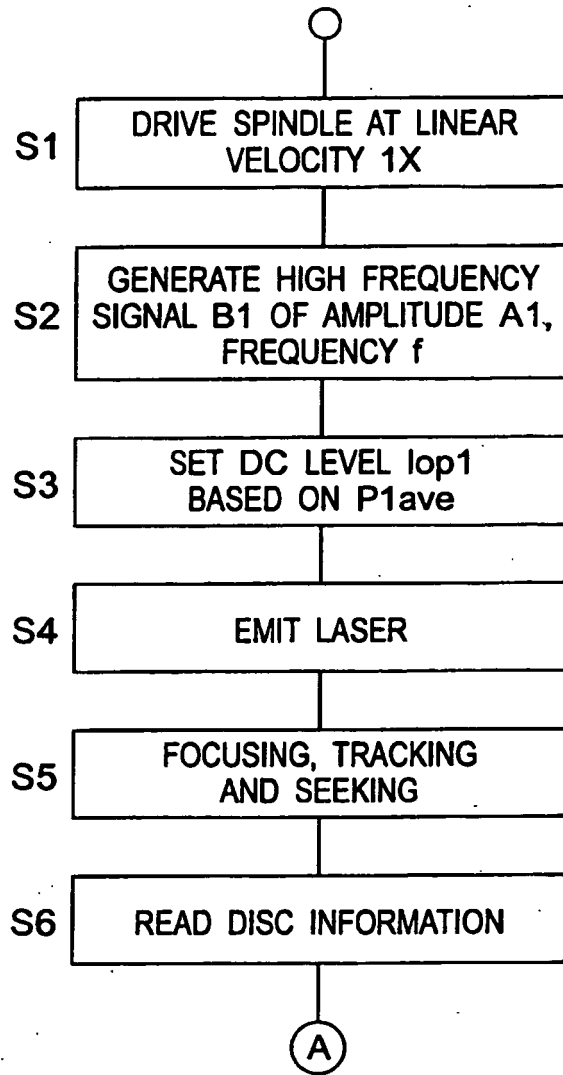 S1
DRIVE SPINDLE AT LINEAR
VELOCITY 1X
S2
GENERATE HIGH FREQUENCY
SIGNAL B1 OF AMPLITUDE A1,
FREQUENCY f
S3
SET DC LEVEL Iop1
BASED ON P1ave
S4
EMIT LASER
S5
FOCUSING, TRACKING
AND SEEKING
S6
READ DISC INFORMATION
A